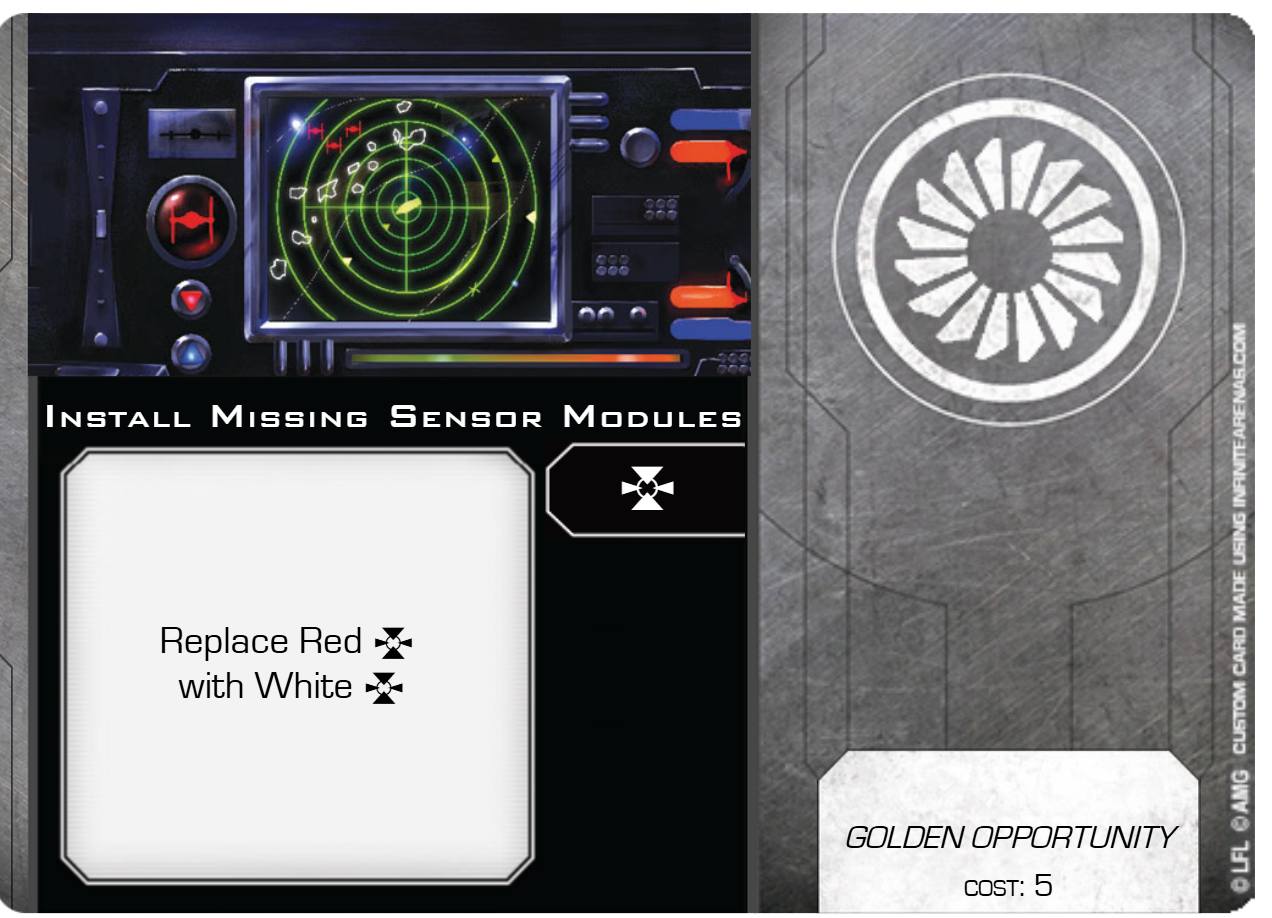 Install Missing Sensor Modules
Replace Red
with White
GOLDEN OPPORTUNITY
COST: 5
© LFL © AMG CUSTOM CARD MADE USING INFINITEARENAS.COM